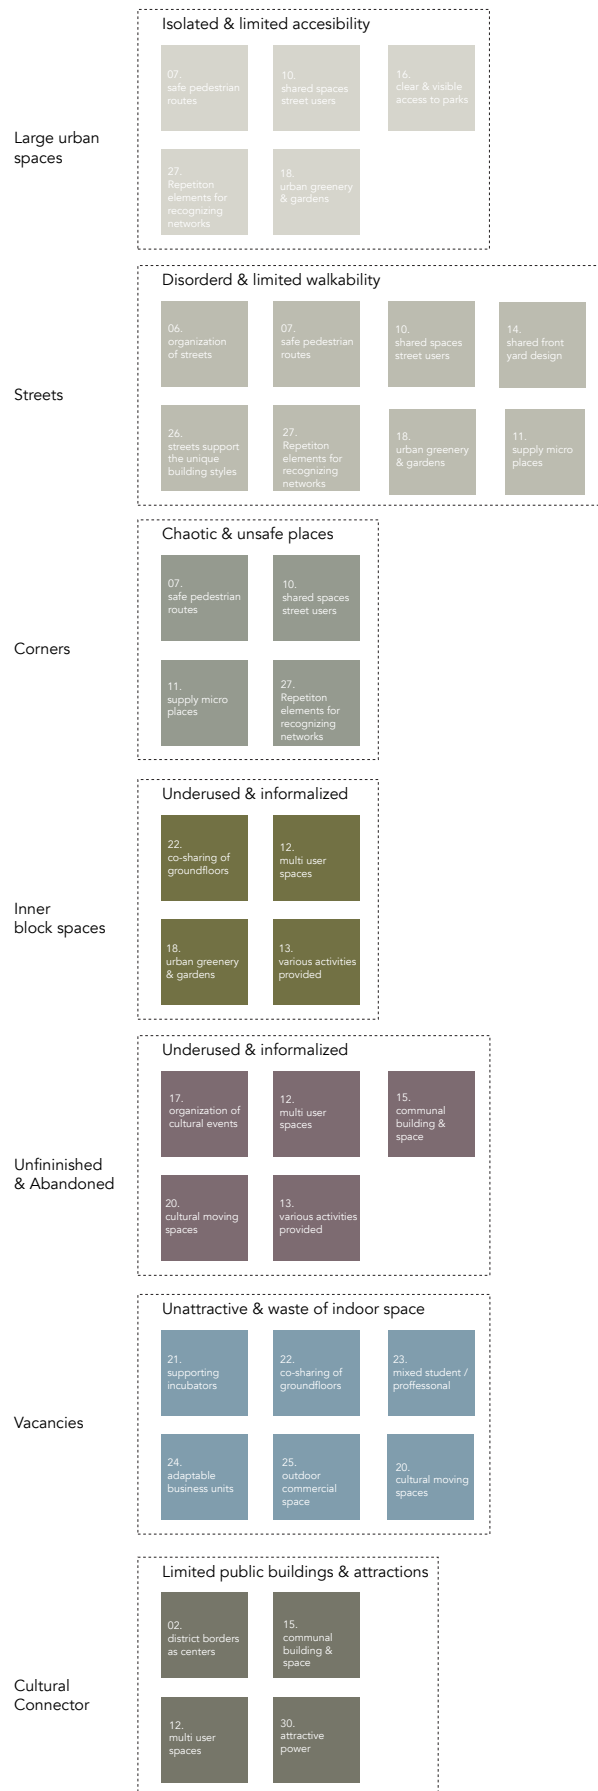 Isolated & limited accesibility
Large urban
spaces
07.
safe pedestrian
routes
10.
shared spaces
street users
16.
clear & visible
access to parks
27.
Repetiton
elements for
recognizing
networks
18.
urban greenery
& gardens
Disorderd & limited walkability
Streets
06.
organization
of streets
07.
safe pedestrian
routes
10.
shared spaces
street users
14.
shared front
yard design
26.
streets support
the unique
building styles
27.
Repetiton
elements for
recognizing
networks
18.
urban greenery
& gardens
11.
supply micro
places
Chaotic & unsafe places
Corners
07.
safe pedestrian
routes
10.
shared spaces
street users
11.
supply micro
places
27.
Repetiton
elements for
recognizing
networks
Underused & informalized
Inner
block spaces
22.
co-sharing of
groundfloors
12.
multi user
spaces
18.
urban greenery
& gardens
13.
various activities
provided
Underused & informalized
Unfininished
& Abandoned
17.
organization of
cultural events
12.
multi user
spaces
15.
communal
building &
space
20.
cultural moving
spaces
13.
various activities
provided
Unattractive & waste of indoor space
Vacancies
21.
supporting
incubators
22.
co-sharing of
groundfloors
23.
mixed student /
proffessonal
24.
adaptable
business units
25.
outdoor
commercial
space
20.
cultural moving
spaces
Limited public buildings & attractions
Cultural
Connector
02.
district borders
as centers
15.
communal
building &
space
12.
multi user
spaces
30.
attractive
power